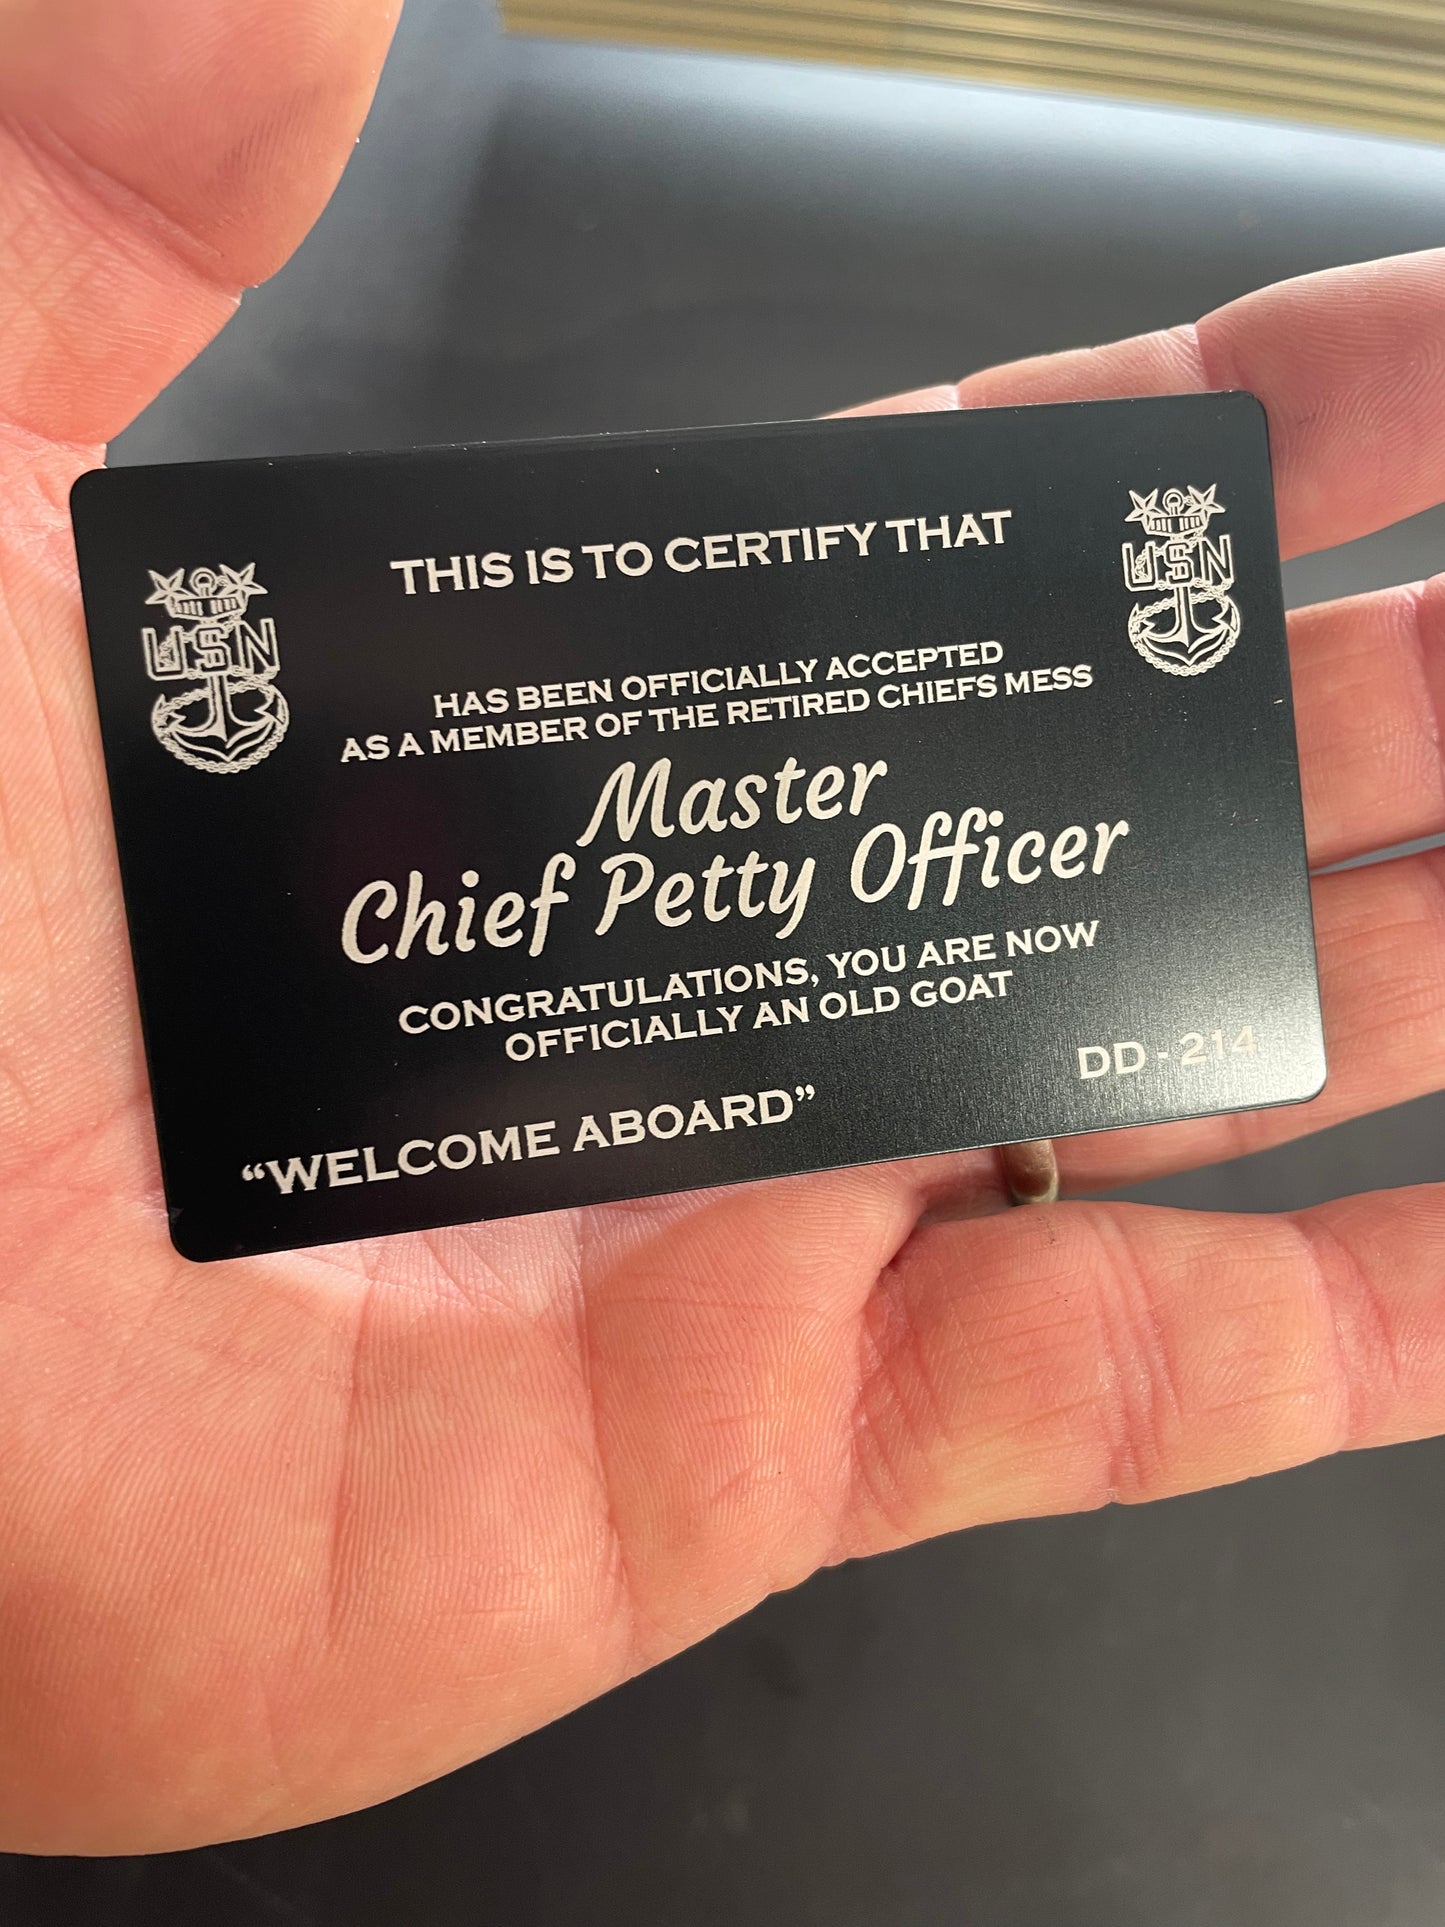 THIS IS TO CERTIFY THAT
USN
USN
HAS BEEN OFFICIALLY ACCEPTED
AS A MEMBER OF THE RETIRED CHIEFS MESS
Master
Chief Petty Officer
CONGRATULATIONS, YOU ARE NOW
OFFICIALLY AN OLD GOAT
DD - 214
“WELCOME ABOARD”